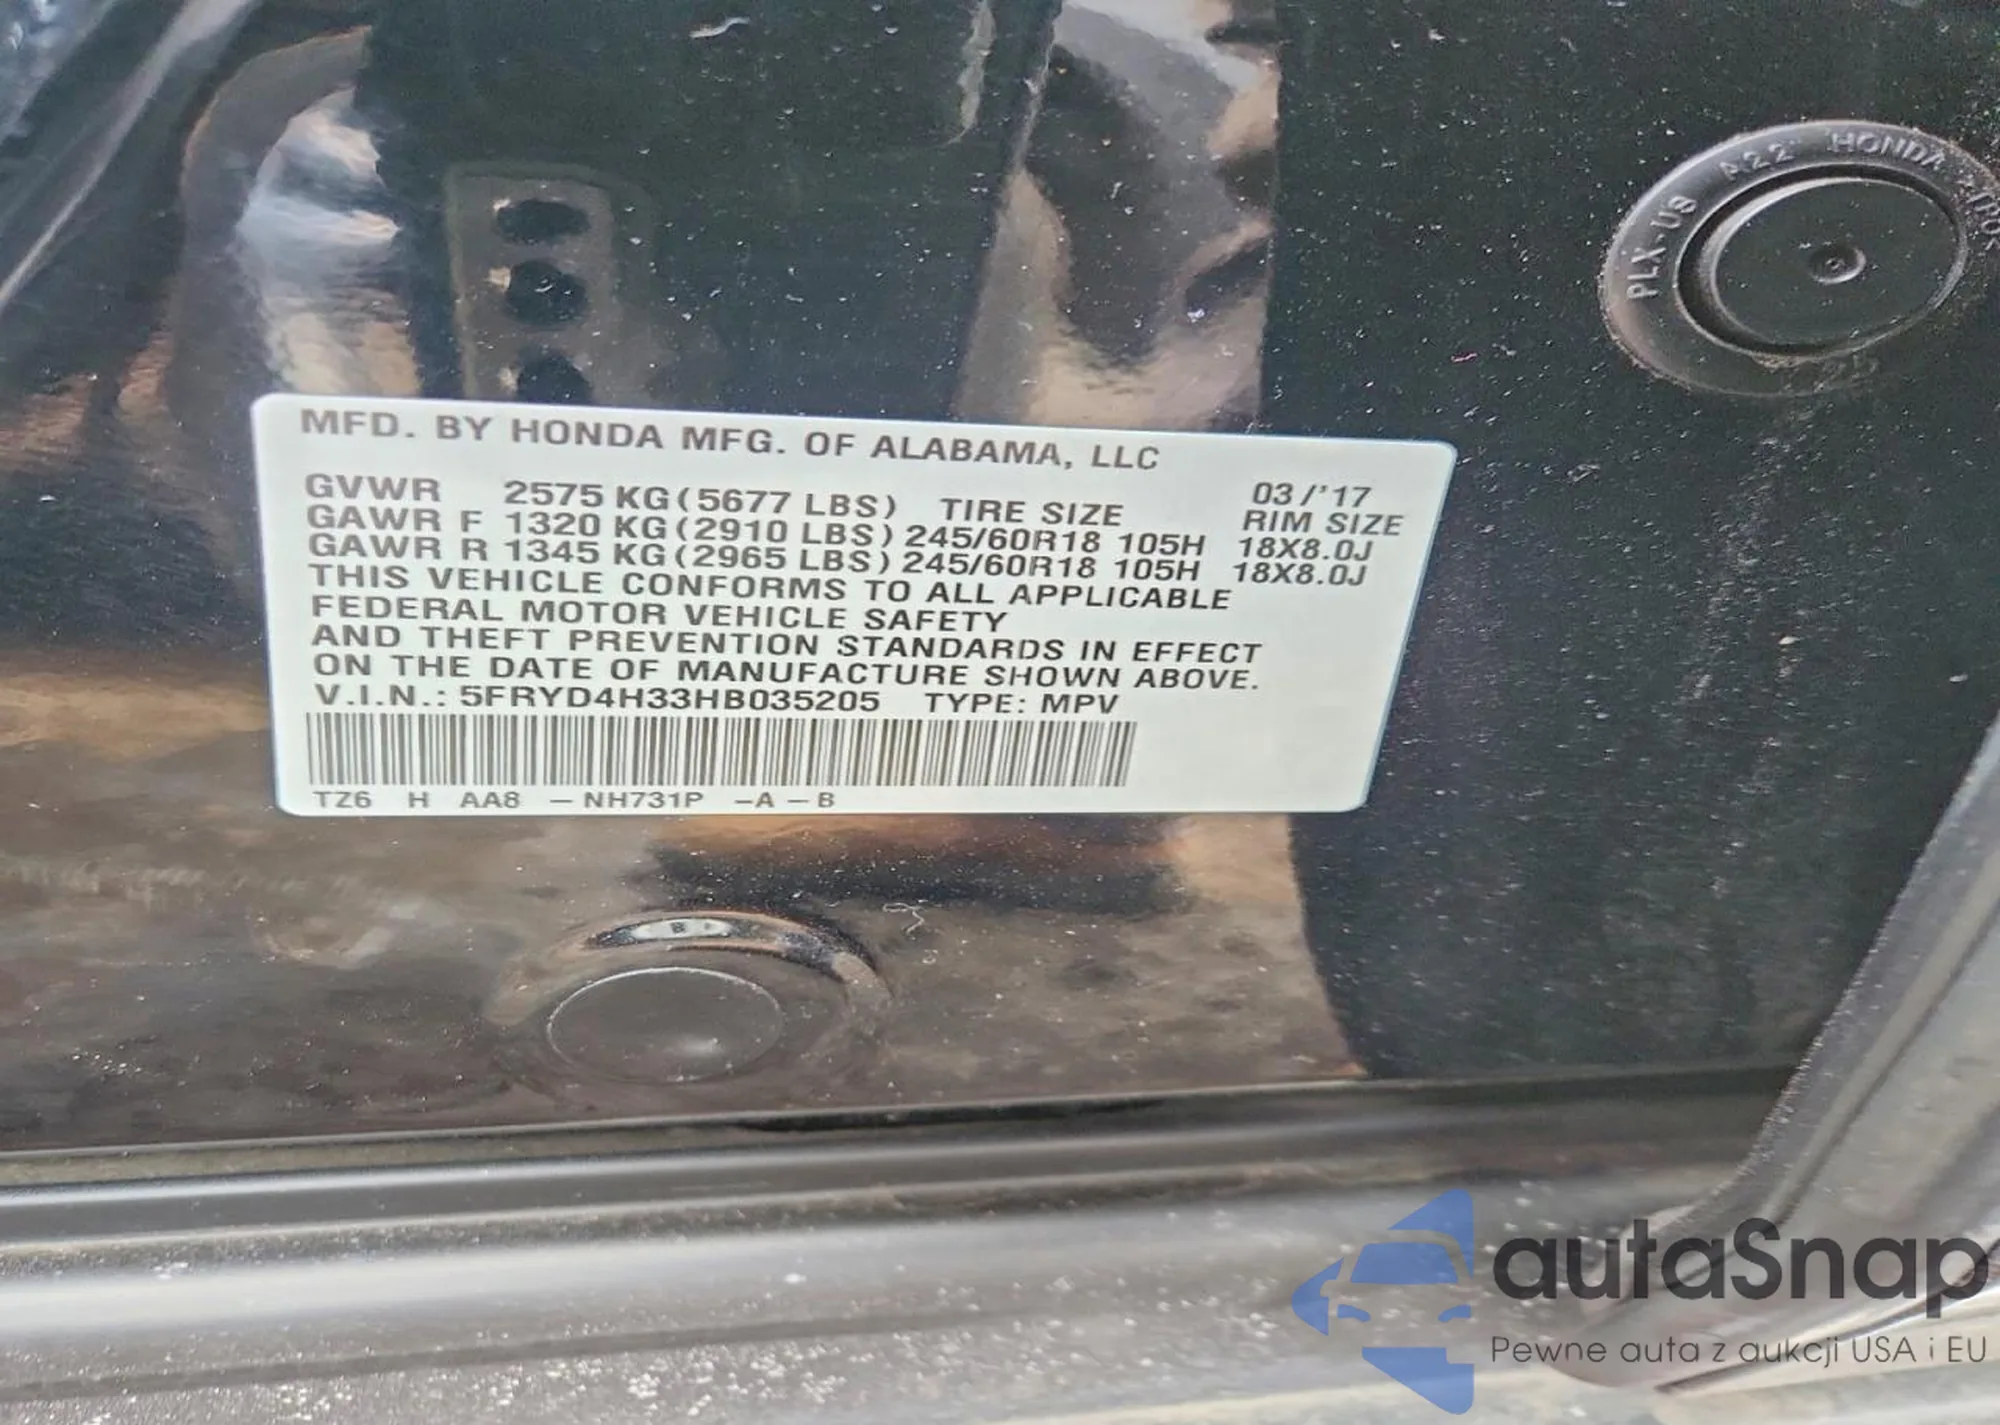 PLX-U9 A22 HONDA
MFD. BY HONDA MFG. OF ALABAMA, LLC
GVWR 2575 KG (5677 LBS) TIRE SIZE 03/'17 RIM SIZE
GAWR F 1320 KG (2910 LBS) 245/60R18 105H 18X8.0J
GAWR R 1345 KG (2965 LBS) 245/60R18 105H 18X8.0J
THIS VEHICLE CONFORMS TO ALL APPLICABLE
FEDERAL MOTOR VEHICLE SAFETY
AND THEFT PREVENTION STANDARDS IN EFFECT
ON THE DATE OF MANUFACTURE SHOWN ABOVE.
V.I.N.: 5FRYD4H33HB035205 TYPE: MPV
TZ6 H AA8 – NH731P –A – B
B
autaSnap
Pewne auta z aukcji USA i EU